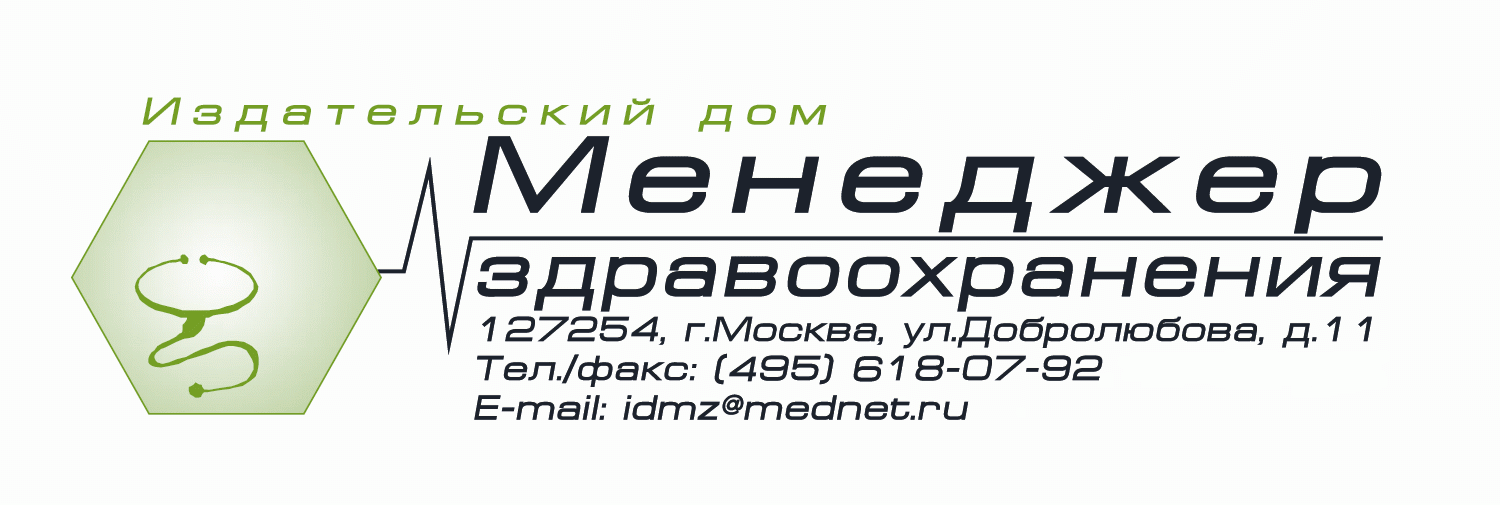 Издательский дом
Менеджер
здравоохранения
127254, г.Москва, ул.Добролюбова, д.11
Тел./факс: (495) 618-07-92
E-mail: idmz@mednet.ru